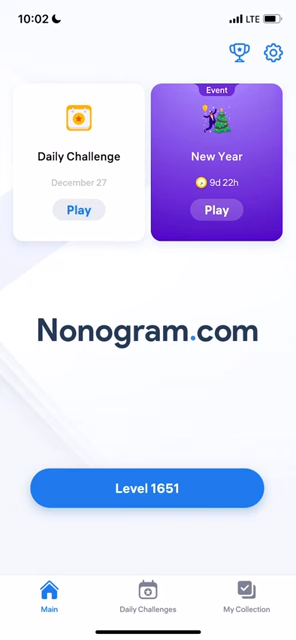 10:02
LTE
Event
Daily Challenge
New Year
December 27
9d 22h
Play
Play
Nonogram.com
Level 1651
Main
Daily Challenges
My Collection